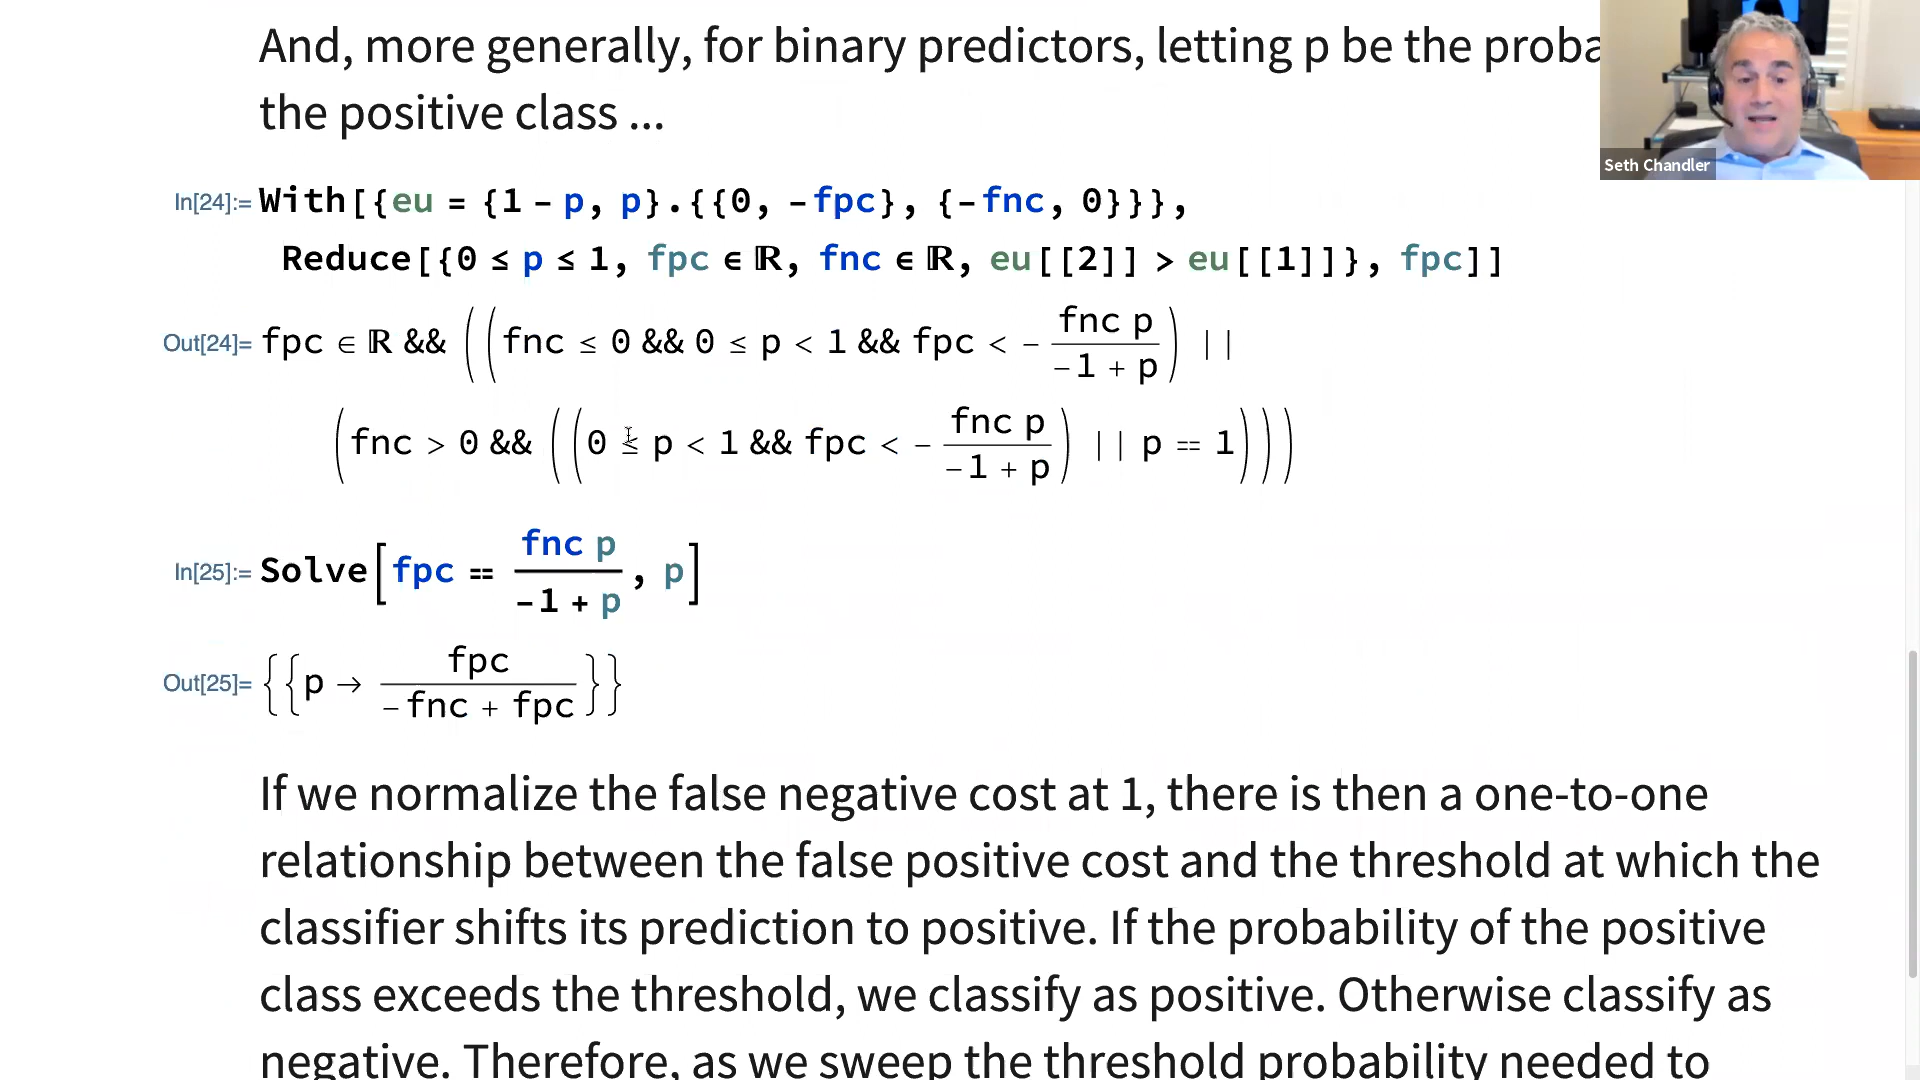 And, more generally, for binary predictors, letting p be the proba
the positive class ...
Seth Chandler
In[24]:= With[{eu = {1 - p, p}.{{0, -fpc}, {-fnc, 0}}},
Reduce[{0 ≤ p ≤ 1, fpc ∈ ℝ, fnc ∈ ℝ, eu[[2]] > eu[[1]]}, fpc]]
Out[24]= fpc ∈ ℝ && ((fnc ≤ 0 && 0 ≤ p < 1 && fpc < - fnc p / -1 + p) ||
(fnc > 0 && ((0 ≤ p < 1 && fpc < - fnc p / -1 + p) || p == 1)))
In[25]:= Solve[fpc == fnc p / -1 + p, p]
Out[25]= {{p → fpc / -fnc + fpc}}
If we normalize the false negative cost at 1, there is then a one-to-one
relationship between the false positive cost and the threshold at which the
classifier shifts its prediction to positive. If the probability of the positive
class exceeds the threshold, we classify as positive. Otherwise classify as
negative. Therefore, as we sweep the threshold probability needed to